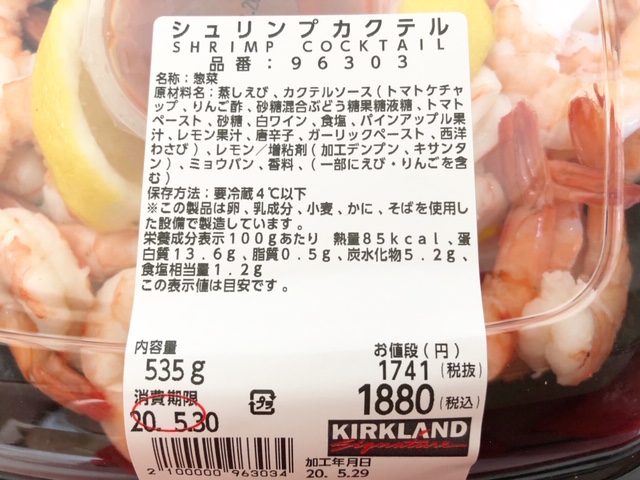 シュリンプカクテル
SHRIMP COCKTAIL
品番：96303
名称：惣菜
原材料名：蒸しえび、カクテルソース（トマトケチャ
ップ、りんご酢、砂糖混合ぶどう糖果糖液糖、トマト
ペースト、砂糖、白ワイン、食塩、パインアップル果
汁、レモン果汁、唐辛子、ガーリックペースト、西洋
わさび）、レモン／増粘剤（加工デンプン、キサンタ
ン）、ミョウバン、香料、（一部にえび・りんごを含
む）
保存方法：要冷蔵4℃以下
※この製品は卵、乳成分、小麦、かに、そばを使用し
た設備で製造しています。
栄養成分表示100gあたり 熱量85kcal、蛋
白質13.6g、脂質0.5g、炭水化物5.2g、
食塩相当量1.2g
この表示値は目安です。
内容量
535g
お値段（円）
1741（税抜）
消費期限
20. 5.30
プラ
1880（税込）
KIRKLAND
Signature
2 100000 963034
加工年月日
20. 5.29